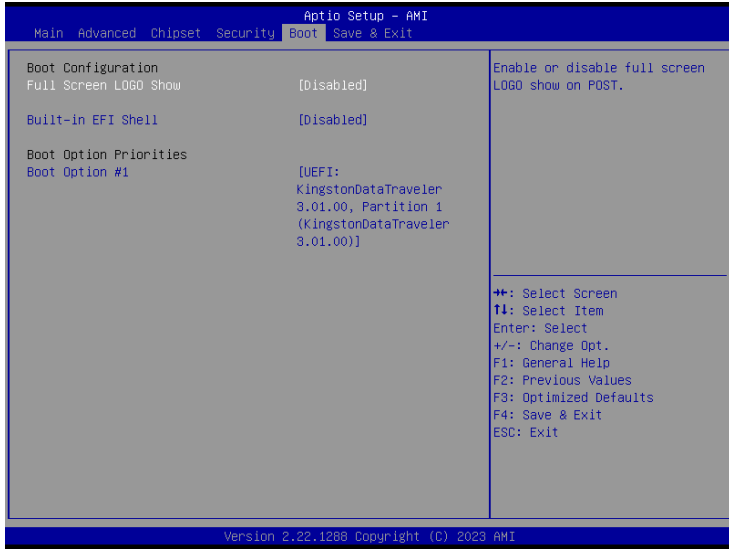 Aptio Setup - AMI
Main Advanced Chipset Security Boot Save & Exit
Boot Configuration
Full Screen LOGO Show [Disabled]
Built-in EFI Shell [Disabled]
Boot Option Priorities
Boot Option #1 [UEFI:
KingstonDataTraveler
3.01.00, Partition 1
(KingstonDataTraveler
3.01.00)]
Enable or disable full screen
LOGO show on POST.
→←: Select Screen
↑↓: Select Item
Enter: Select
+/-: Change Opt.
F1: General Help
F2: Previous Values
F3: Optimized Defaults
F4: Save & Exit
ESC: Exit
Version 2.22.1288 Copyright (C) 2023 AMI